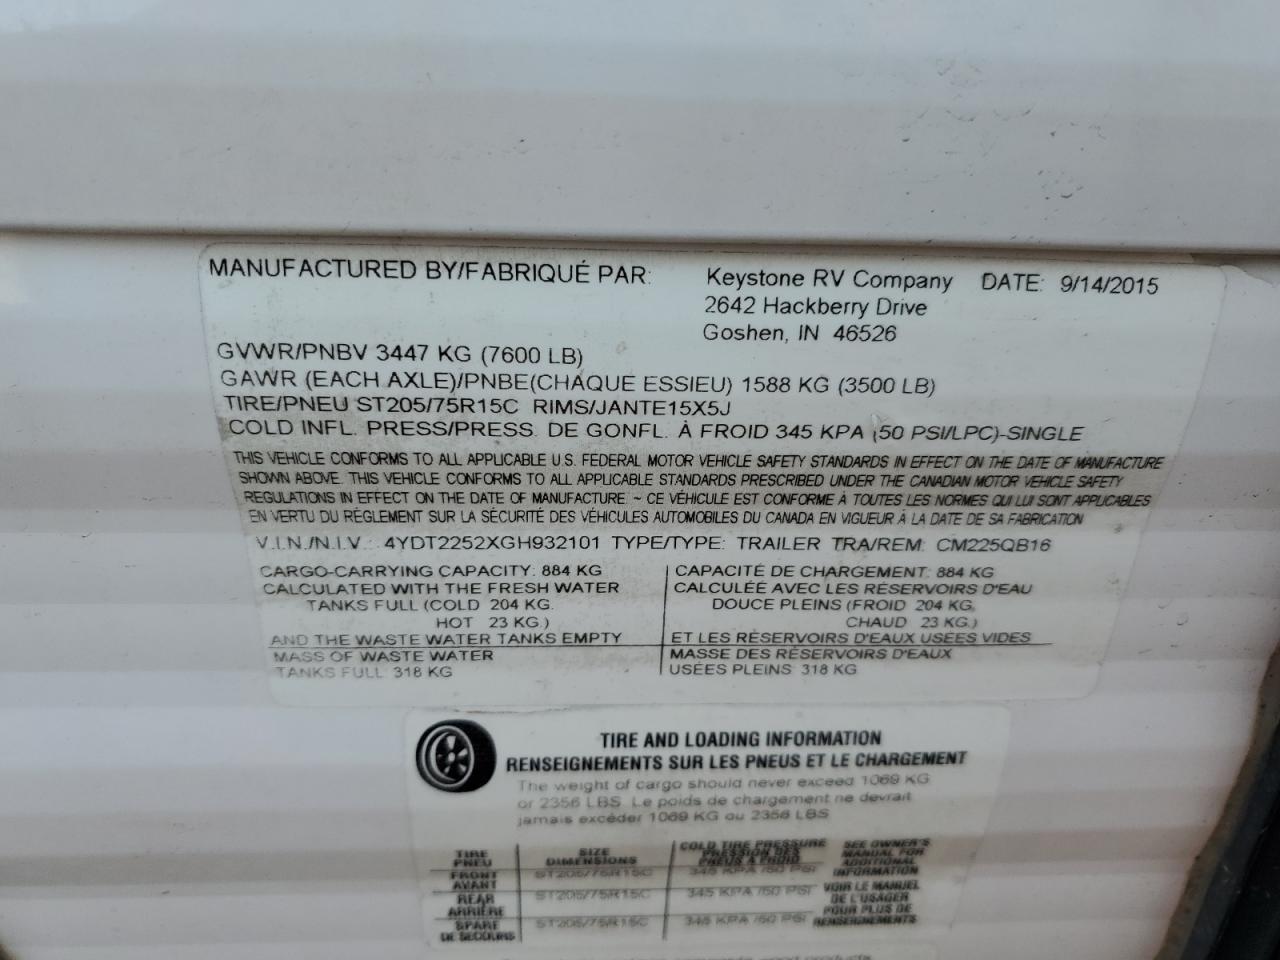 MANUFACTURED BY/FABRIQUÉ PAR: Keystone RV Company DATE: 9/14/2015
2642 Hackberry Drive
Goshen, IN 46526
GVWR/PNBV 3447 KG (7600 LB)
GAWR (EACH AXLE)/PNBE(CHAQUE ESSIEU) 1588 KG (3500 LB)
TIRE/PNEU ST205/75R15C RIMS/JANTE15X5J
COLD INFL. PRESS/PRESS. DE GONFL. À FROID 345 KPA (50 PSI/LPC)-SINGLE
THIS VEHICLE CONFORMS TO ALL APPLICABLE U.S. FEDERAL MOTOR VEHICLE SAFETY STANDARDS IN EFFECT ON THE DATE OF MANUFACTURE
SHOWN ABOVE. THIS VEHICLE CONFORMS TO ALL APPLICABLE STANDARDS PRESCRIBED UNDER THE CANADIAN MOTOR VEHICLE SAFETY
REGULATIONS IN EFFECT ON THE DATE OF MANUFACTURE. ~ CE VÉHICULE EST CONFORME À TOUTES LES NORMES QUI LUI SONT APPLICABLES
EN VERTU DU RÉGLEMENT SUR LA SÉCURITÉ DES VÉHICULES AUTOMOBILES DU CANADA EN VIGUEUR À LA DATE DE SA FABRICATION
V.I.N./N.I.V.: 4YDT2252XGH932101 TYPE/TYPE: TRAILER TRA/REM: CM225QB16
CARGO-CARRYING CAPACITY: 884 KG
CALCULATED WITH THE FRESH WATER
TANKS FULL (COLD 204 KG.
HOT 23 KG.)
AND THE WASTE WATER TANKS EMPTY
MASS OF WASTE WATER
TANKS FULL: 318 KG
CAPACITÉ DE CHARGEMENT: 884 KG
CALCULÉE AVEC LES RÉSERVOIRS D'EAU
DOUCE PLEINS (FROID 204 KG.
CHAUD 23 KG.)
ET LES RÉSERVOIRS D'EAUX USÉES VIDES
MASSE DES RÉSERVOIRS D'EAUX
USÉES PLEINS: 318 KG
TIRE AND LOADING INFORMATION
RENSEIGNEMENTS SUR LES PNEUS ET LE CHARGEMENT
The weight of cargo should never exceed 1069 KG
or 2356 LBS. Le poids de chargement ne devrait
jamais excéder 1069 KG ou 2356 LBS
TIRE SIZE COLD TIRE PRESSURE SEE OWNER'S
PNEU DIMENSIONS PRESSION DES MANUAL FOR
PNEUS À FROID ADDITIONAL
FRONT ST205/75R15C 345 KPA /50 PSI INFORMATION
AVANT
REAR ST205/75R15C 345 KPA /50 PSI VOIR LE MANUEL
ARRIÈRE DE L'USAGER
SPARE ST205/75R15C 345 KPA /50 PSI POUR PLUS DE
DE SECOURS RENSEIGNEMENTS